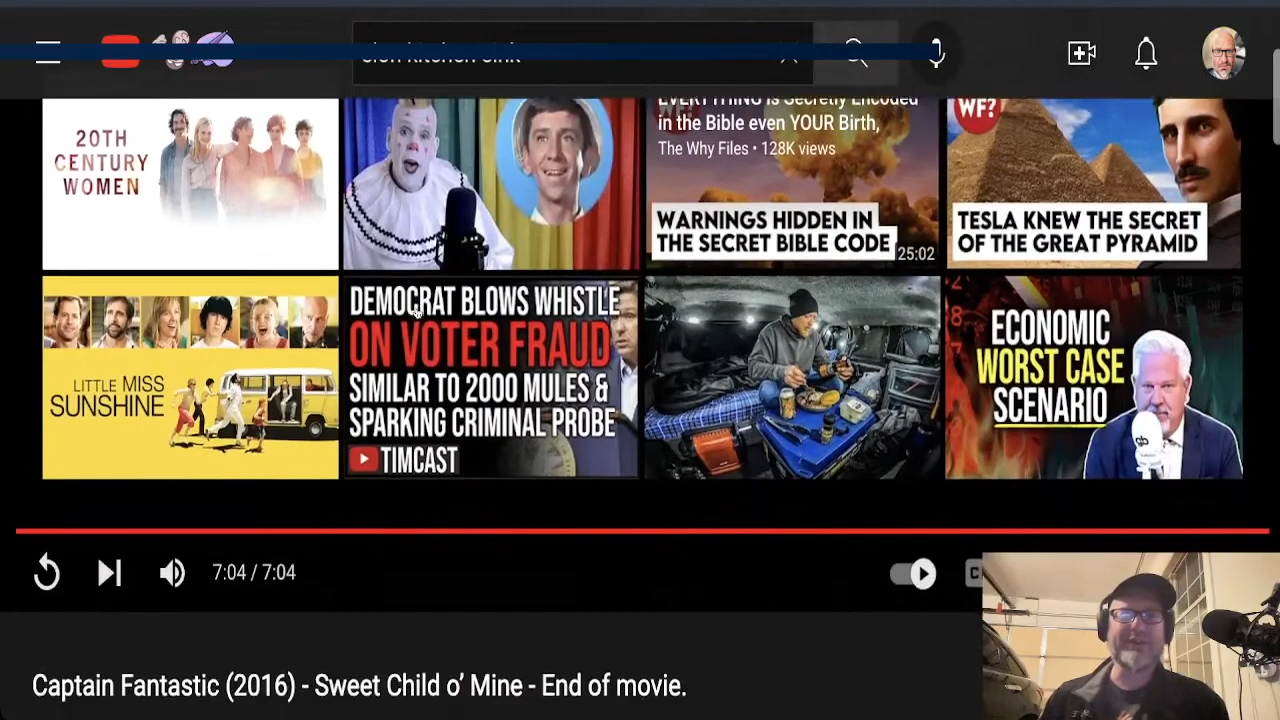 20TH
CENTURY
WOMEN
EVERYTHING is Secretly Encoded
in the Bible even YOUR Birth,
The Why Files • 128K views
WARNINGS HIDDEN IN
THE SECRET BIBLE CODE
25:02
WF?
TESLA KNEW THE SECRET
OF THE GREAT PYRAMID
LITTLE MISS
SUNSHINE
DEMOCRAT BLOWS WHISTLE
ON VOTER FRAUD
SIMILAR TO 2000 MULES &
SPARKING CRIMINAL PROBE
TIMCAST
ECONOMIC
WORST CASE
SCENARIO
7:04 / 7:04
Captain Fantastic (2016) - Sweet Child o’ Mine - End of movie.